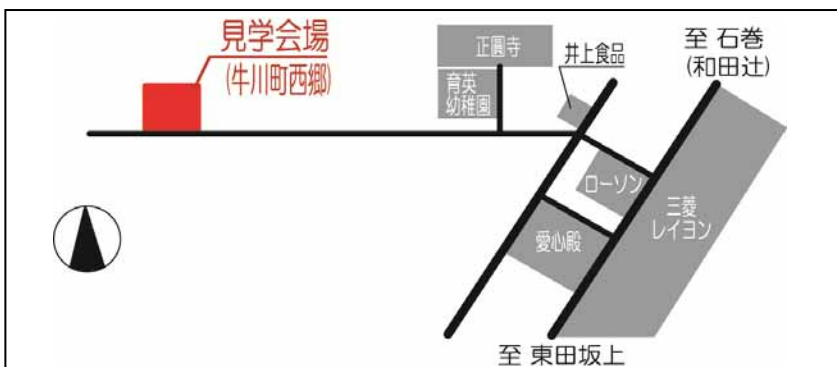 見学会場
(牛川町西郷)
正圓寺
育英
幼稚園
井上食品
至 石巻
(和田辻)
ローソン
三菱
レイヨン
愛心殿
至 東田坂上